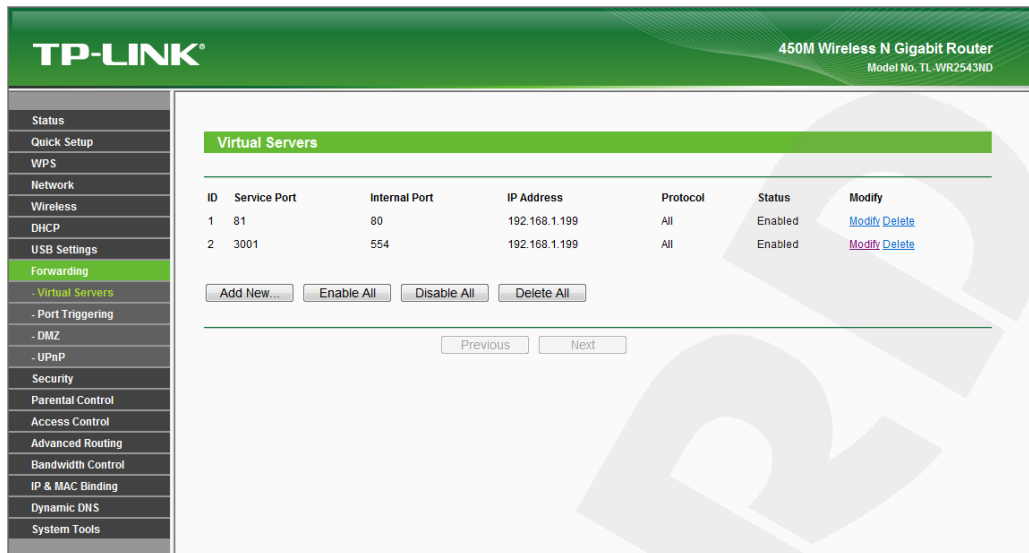 TP-LINK®
450M Wireless N Gigabit Router
Model No. TL-WR2543ND
Status
Quick Setup
WPS
Network
Wireless
DHCP
USB Settings
Forwarding
- Virtual Servers
- Port Triggering
- DMZ
- UPnP
Security
Parental Control
Access Control
Advanced Routing
Bandwidth Control
IP & MAC Binding
Dynamic DNS
System Tools
Virtual Servers
ID Service Port Internal Port IP Address Protocol Status Modify
1 81 80 192.168.1.199 All Enabled Modify Delete
2 3001 554 192.168.1.199 All Enabled Modify Delete
Add New... Enable All Disable All Delete All
Previous Next
RD